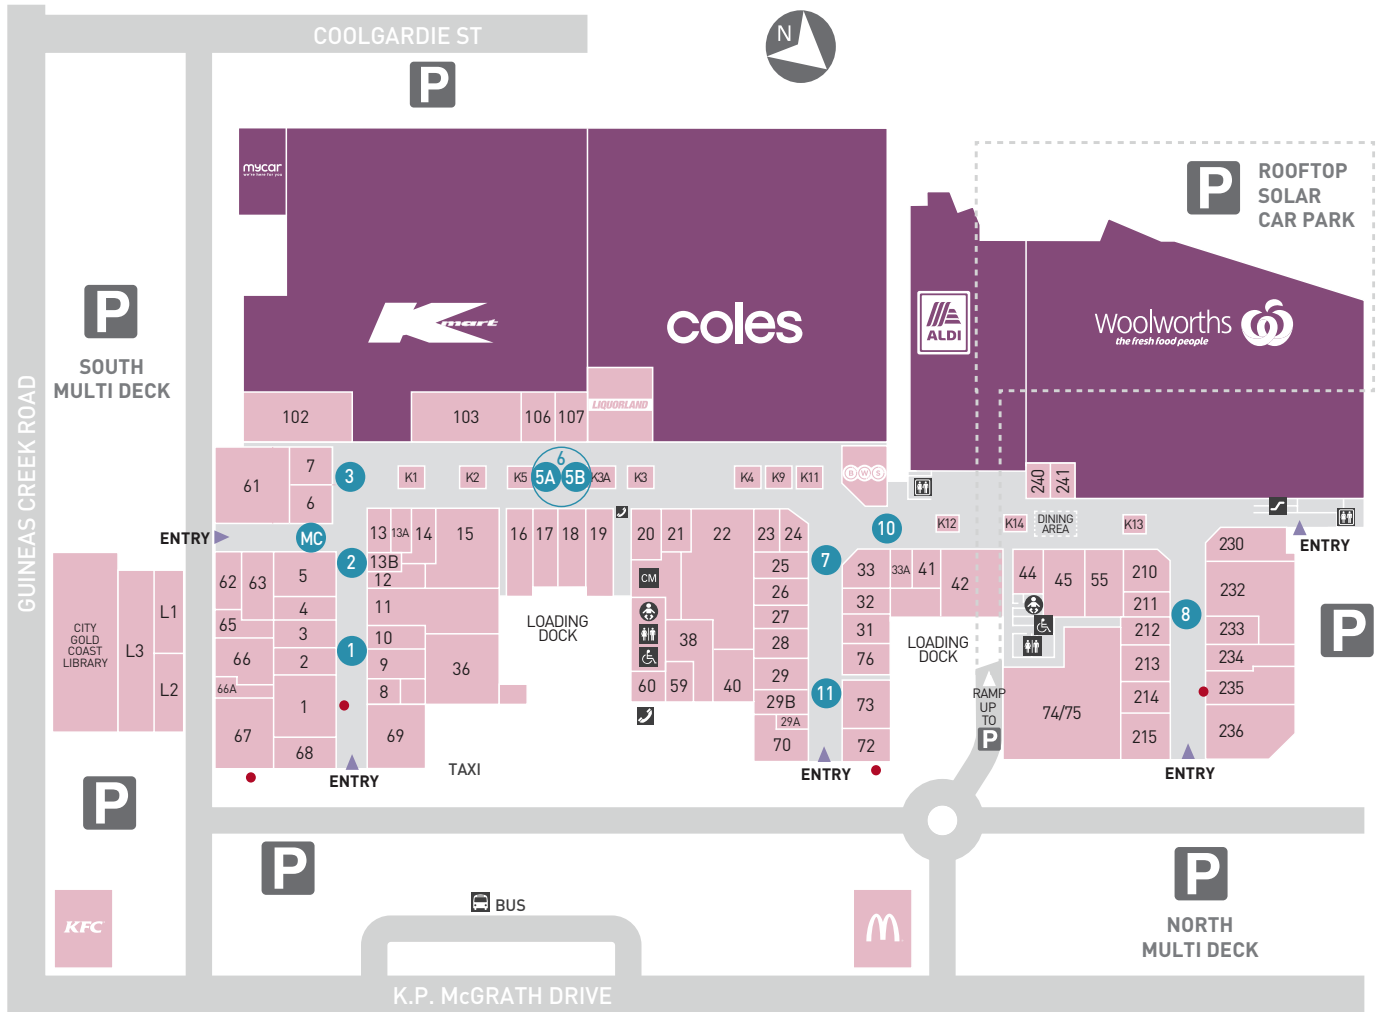 COOLGARDIE ST
N
P
mycar
we're here for you
P
ROOFTOP
SOLAR
CAR PARK
P
SOUTH
MULTI DECK
GUINEAS CREEK ROAD
Kmart
coles
ALDI
Woolworths
the fresh food people
LIQUORLAND
102
103
106
107
61
7
6
3
K1
K2
K5
6
5A
5B
K3A
K3
K4
K9
K11
BWS
240
241
ENTRY
MC
2
13
13A
14
15
13B
12
16
17
18
19
20
21
22
23
24
10
K12
K14
DINING
AREA
K13
230
ENTRY
62
63
5
4
65
3
66
2
66A
1
67
68
1
11
10
9
8
36
69
LOADING
DOCK
CM
38
60
59
40
25
26
27
28
29
29B
29A
70
7
11
33
33A
41
42
32
31
76
73
72
LOADING
DOCK
44
45
55
210
211
212
213
214
215
74/75
8
232
233
234
235
236
P
CITY
GOLD
COAST
LIBRARY
L3
L1
L2
RAMP
UP
TO
P
ENTRY
TAXI
ENTRY
ENTRY
P
P
BUS
P
NORTH
MULTI DECK
KFC
M
K.P. McGRATH DRIVE